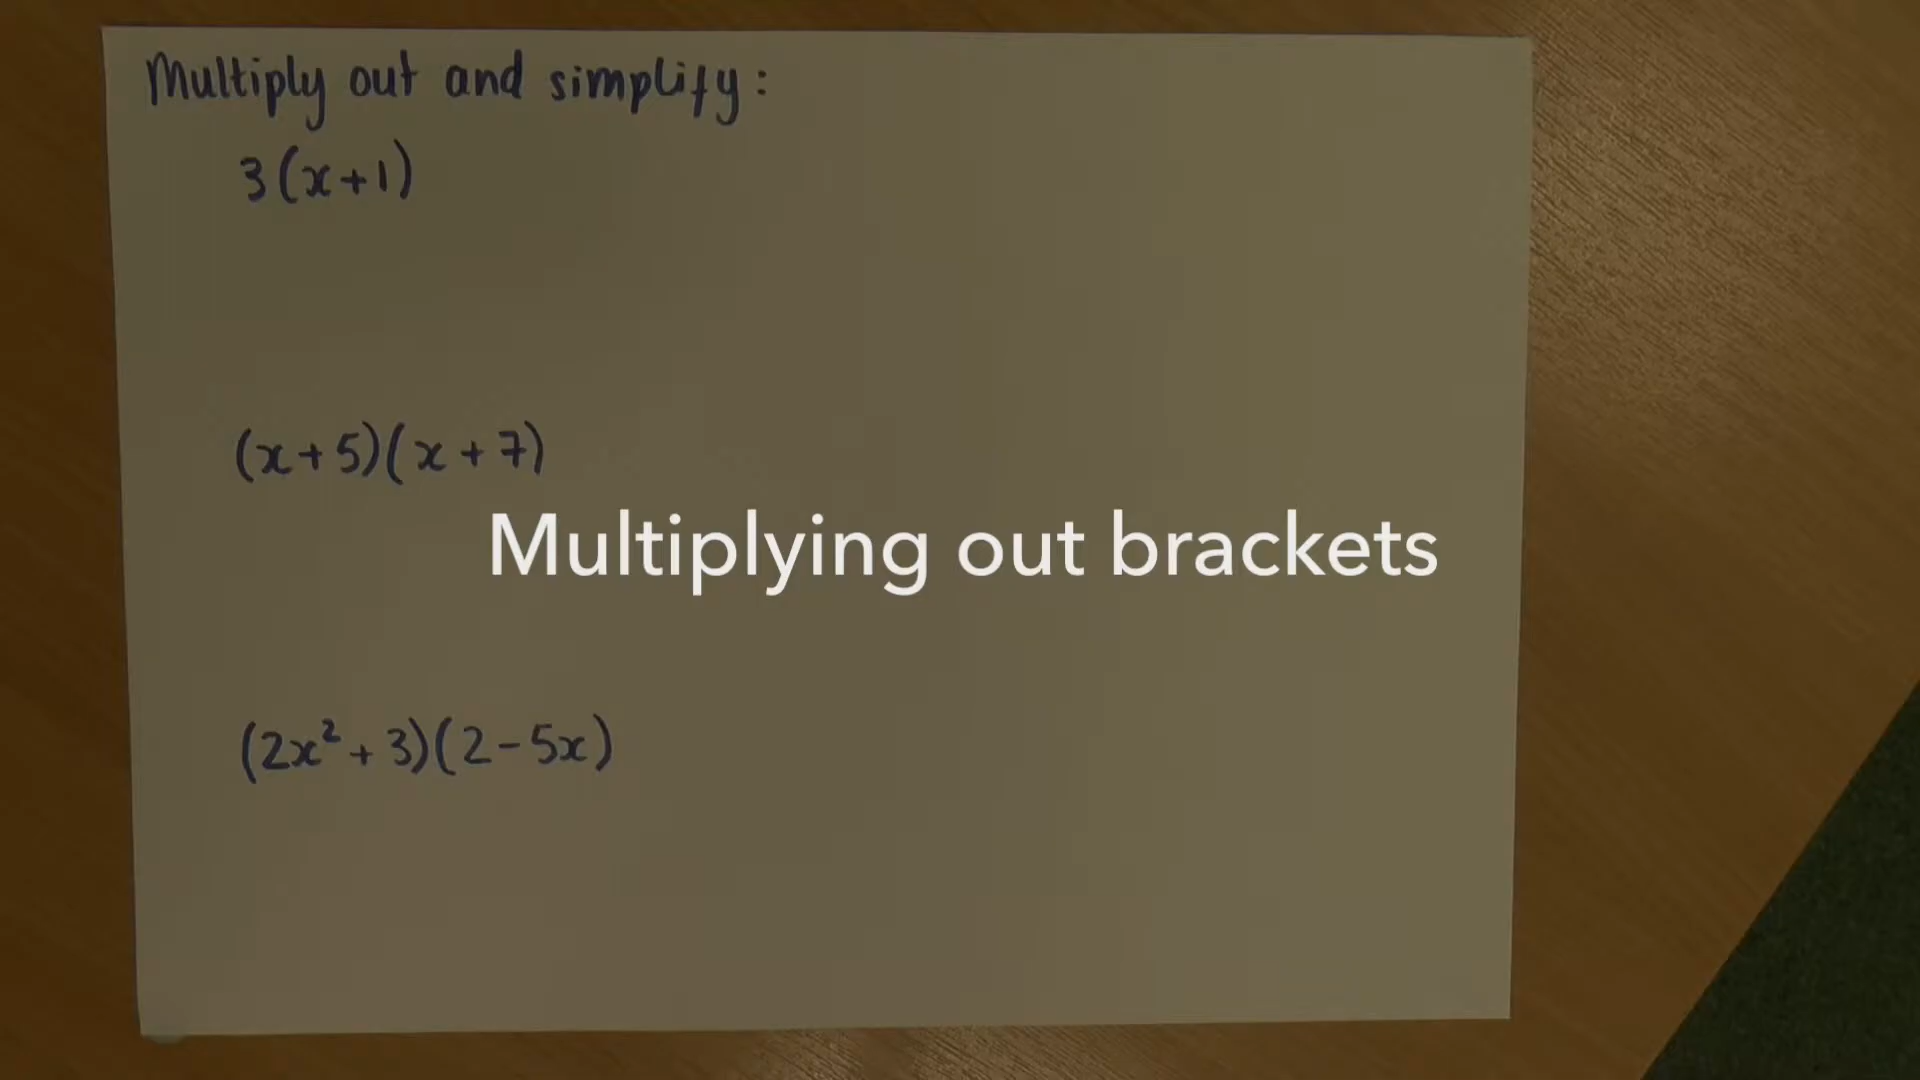 Multiply out and simplify:
3(x+1)
(x+5)(x+7)
Multiplying out brackets
(2x²+3)(2-5x)